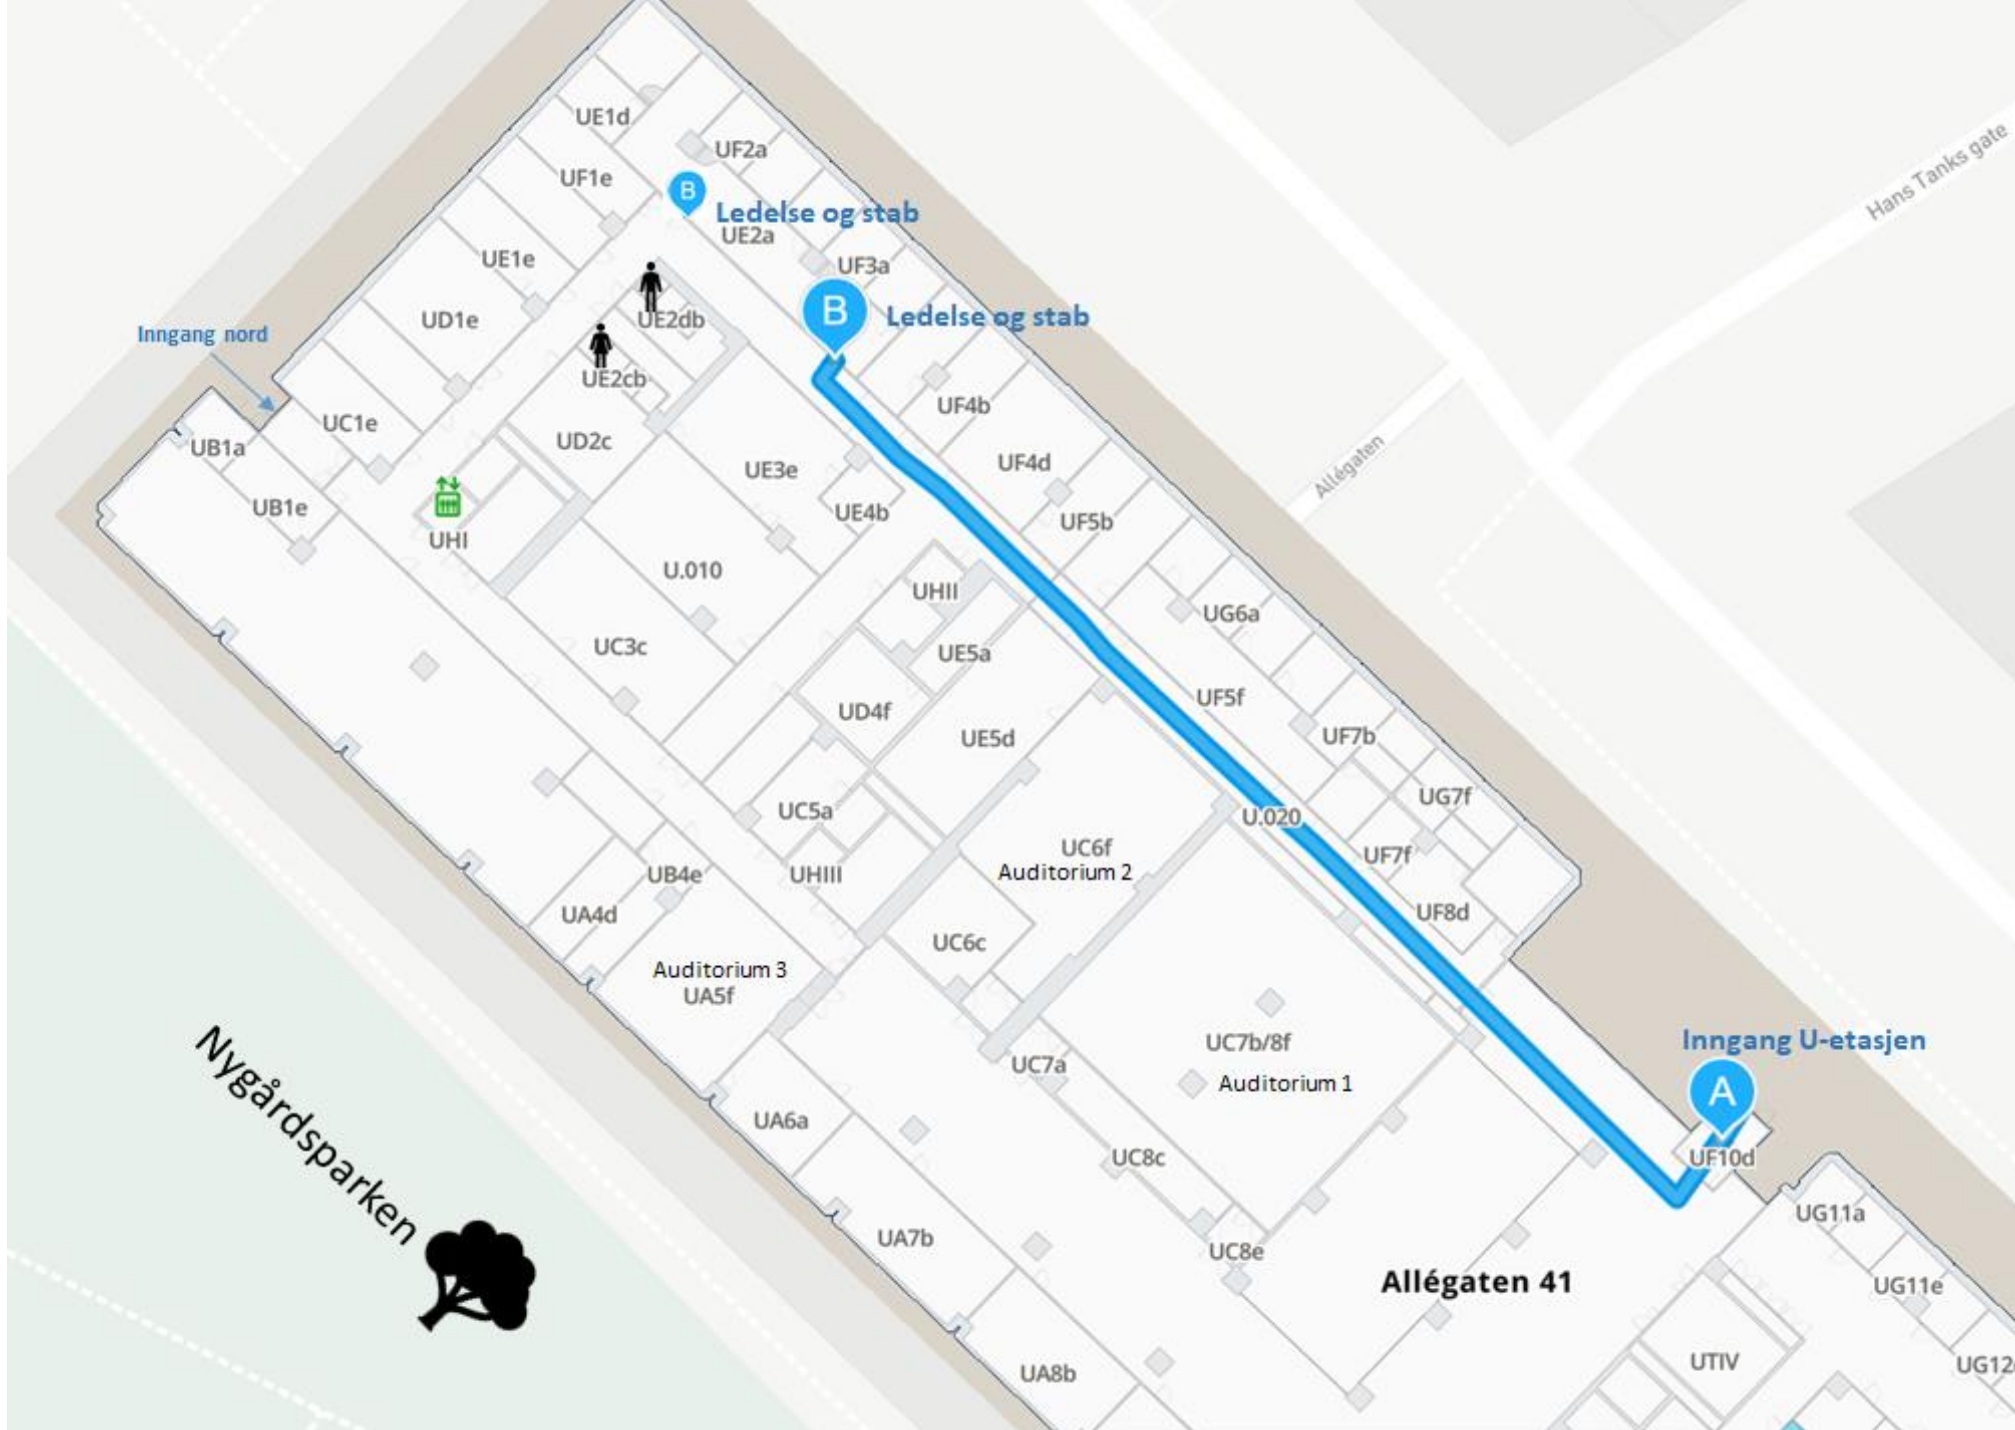 UE1d
UF2a
UF1e
B
Ledelse og stab
UE2a
UE1e
UF3a
B
Ledelse og stab
UE2db
UD1e
Inngang nord
UE2cb
UF4b
UC1e
UD2c
UB1a
UE3e
UF4d
UE4b
UB1e
UF5b
UHI
U.010
UHII
UG6a
UC3c
UE5a
UF5f
UD4f
UE5d
UF7b
UG7f
UC5a
U.020
UC6f
Auditorium 2
UF7f
UHIII
UB4e
UA4d
UF8d
UC6c
Auditorium 3
UA5f
Hans Tanks gate
Allégaten
UC7b/8f
Auditorium 1
Inngang U-etasjen
A
UF10d
UC7a
UA6a
UC8c
UG11a
UA7b
UC8e
Allégaten 41
UG11e
Nygårdsparken
UTIV
UG12
UA8b